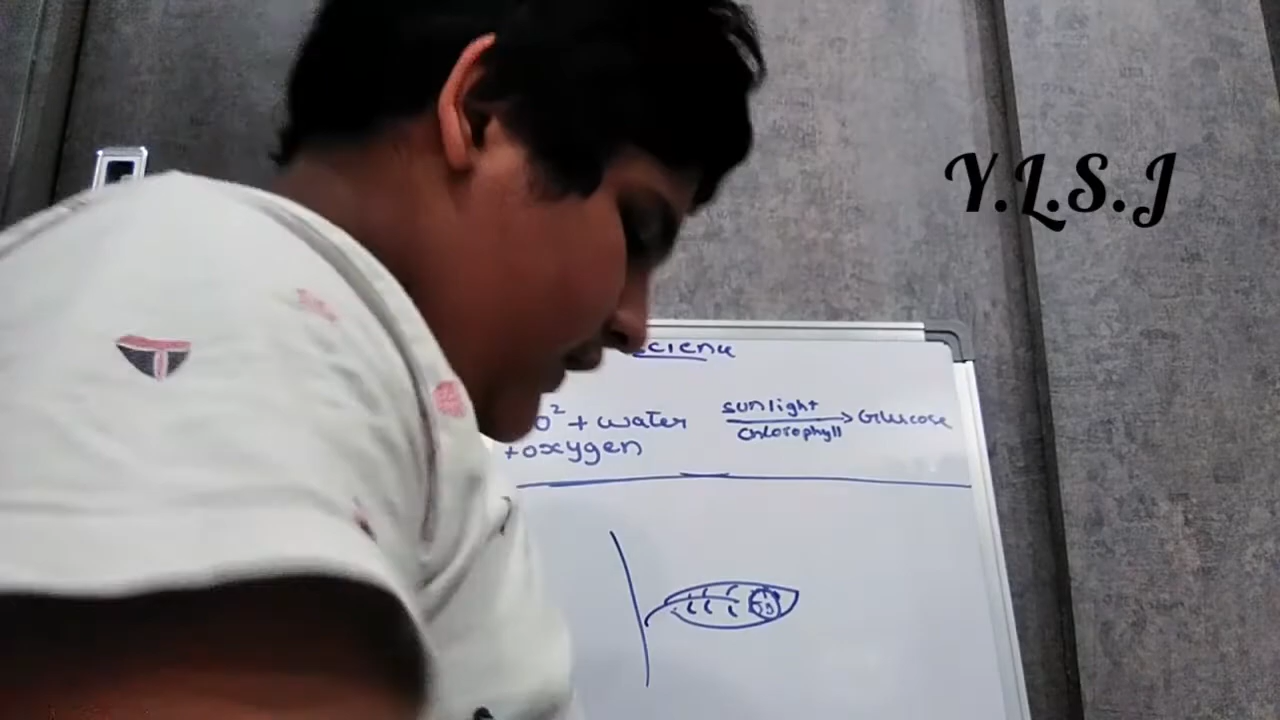 Y.L.S.J
sunlight
+ water → Glucose
chlorophyll
+oxygen